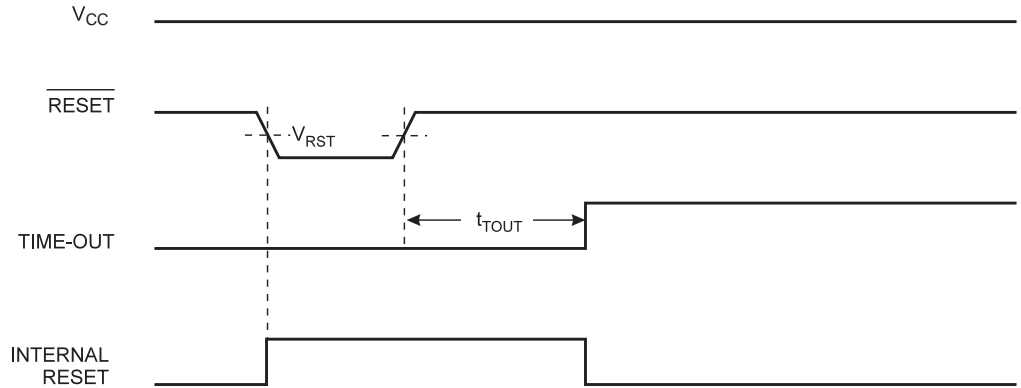 VCC
RESET
VRST
tTOUT
TIME-OUT
INTERNAL
RESET